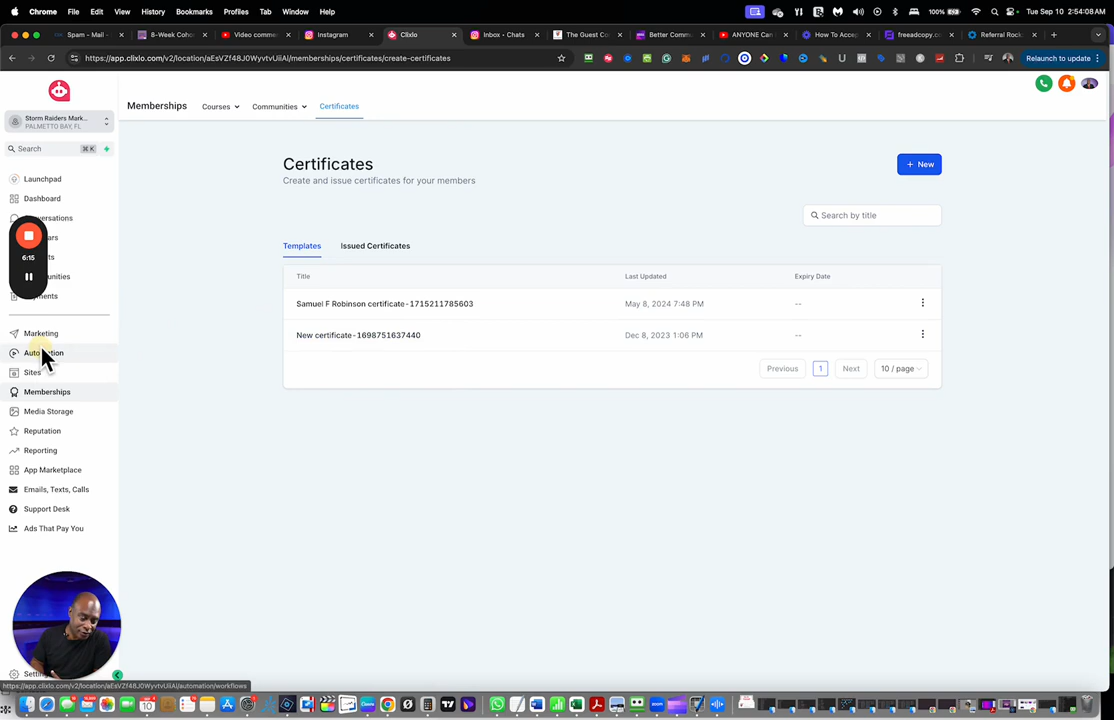 Chrome File Edit View History Bookmarks Profiles Tab Window Help 100% Tue Sep 10 2:54:08 AM
Spam - Mail - 8-Week Coho Video comme Instagram Clixlo Inbox - Chats The Guest Co Better Comm ANYONE Can How To Accep freeadcopy.c Referral Rock
https://app.clixlo.com/v2/location/aEsVZf48J0WyvtvUiiAl/memberships/certificates/create-certificates Relaunch to update
Storm Raiders Mark...
PALMETTO BAY, FL
Search ⌘ K
Launchpad
Dashboard
6:15
Marketing
Automation
Sites
Memberships
Media Storage
Reputation
Reporting
App Marketplace
Emails, Texts, Calls
Support Desk
Ads That Pay You
Memberships Courses Communities Certificates
Certificates
Create and issue certificates for your members
+ New
Search by title
Templates Issued Certificates
Title Last Updated Expiry Date
Samuel F Robinson certificate-1715211785603 May 8, 2024 7:48 PM --
New certificate-1698751637440 Dec 8, 2023 1:06 PM --
Previous 1 Next 10 / page
https://app.clixlo.com/v2/location/aEsVZf48J0WyvtvUiiAl/automation/workflows